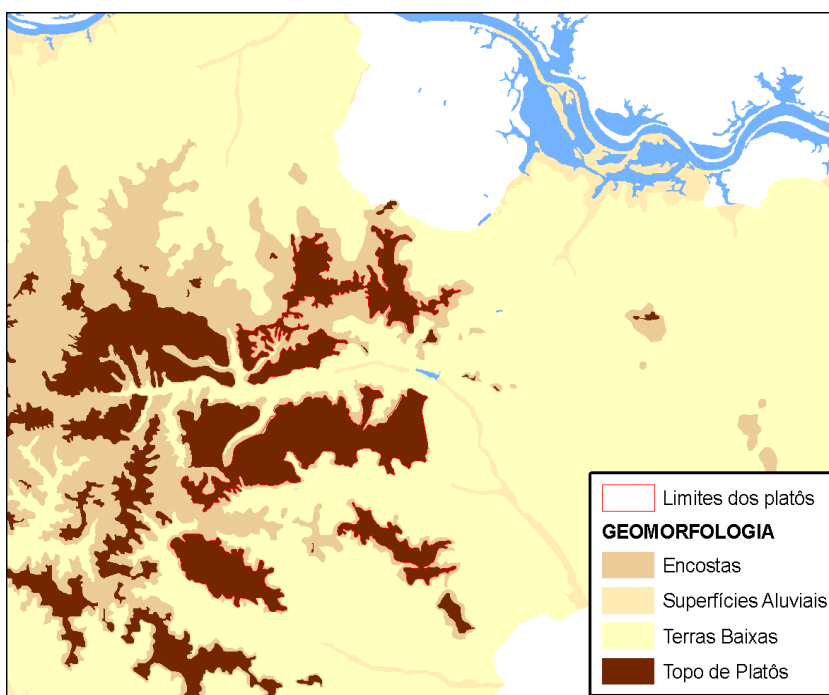 Limites dos platôs
GEOMORFOLOGIA
Encostas
Superfícies Aluviais
Terras Baixas
Topo de Platôs